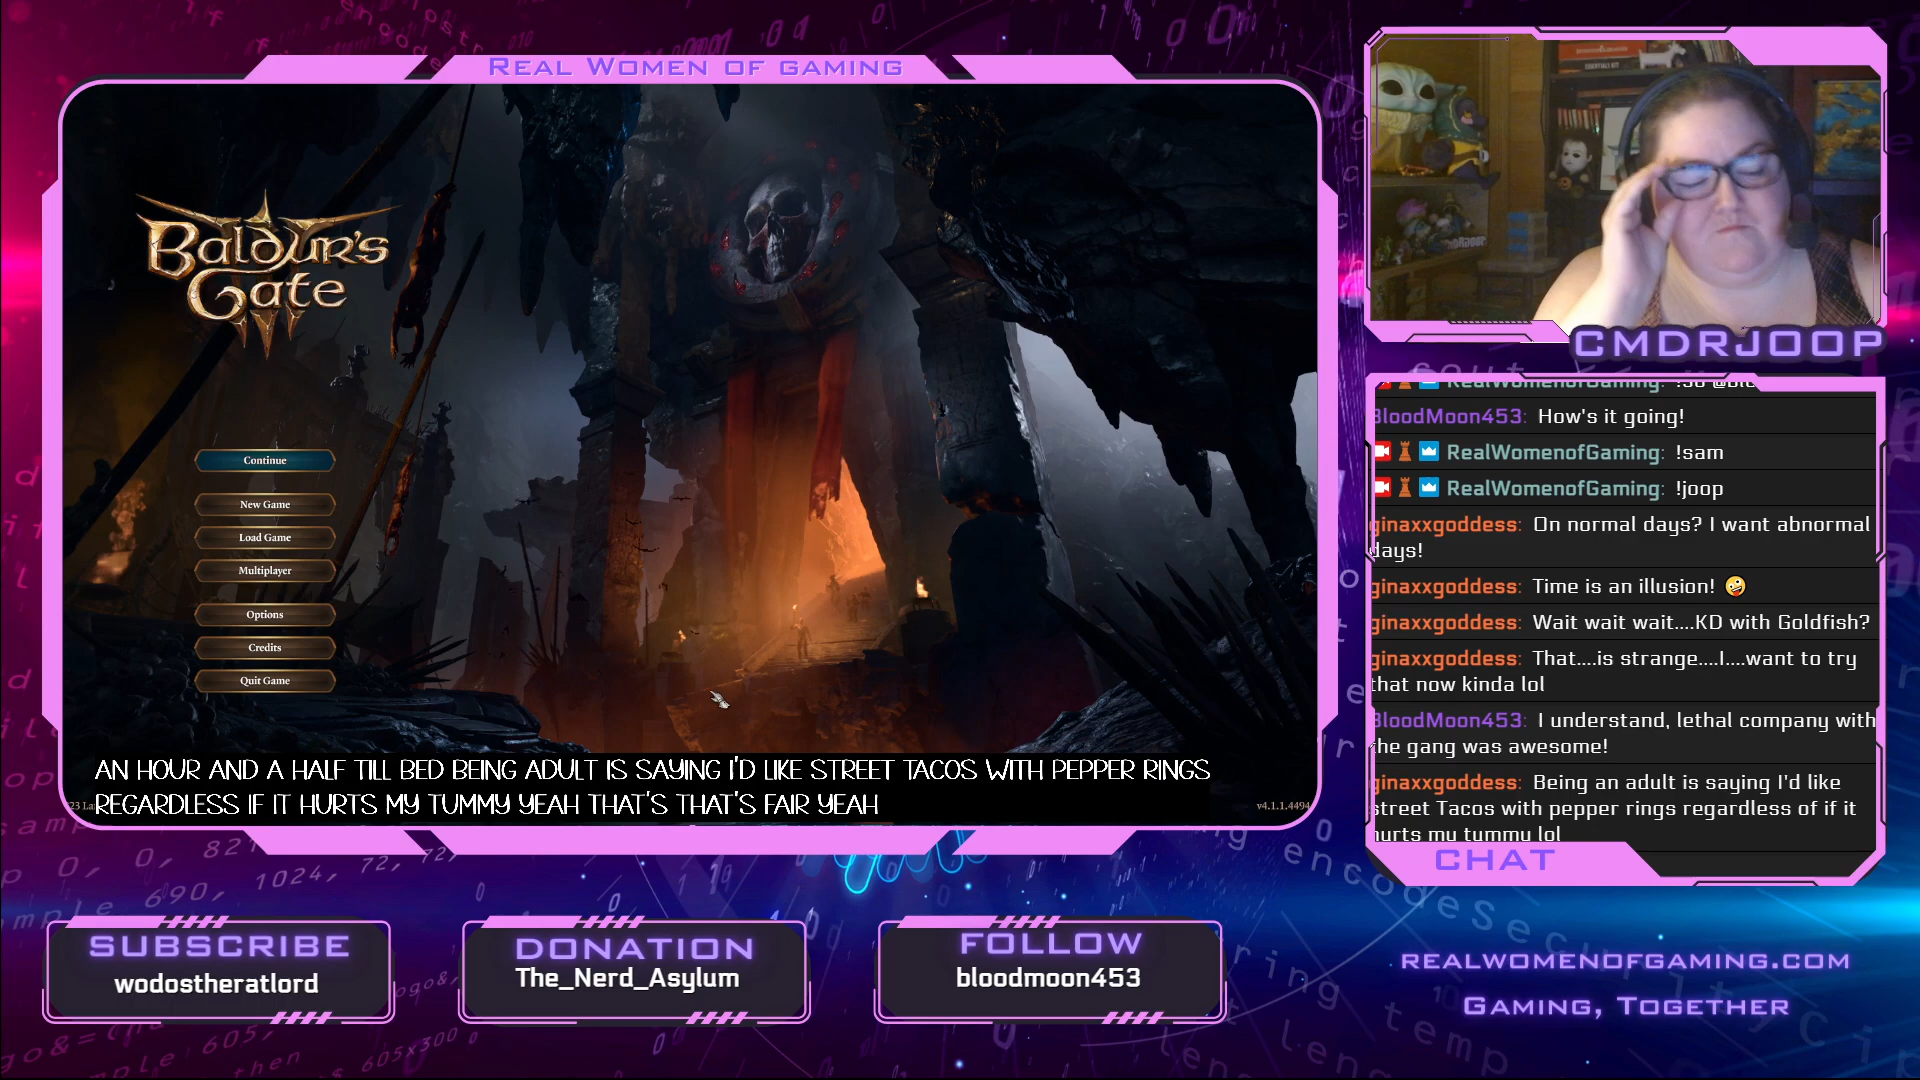 REAL WOMEN OF GAMING
BALDUR'S
GATE
Continue
New Game
Load Game
Multiplayer
Options
Credits
Quit Game
AN HOUR AND A HALF TILL BED BEING ADULT IS SAYING I'D LIKE STREET TACOS WITH PEPPER RINGS
REGARDLESS IF IT HURTS MY TUMMY YEAH THAT'S THAT'S FAIR YEAH
v4.1.1.4494
CMDRJOOP
RealWomenofGaming:
BloodMoon453: How's it going!
RealWomenofGaming: !sam
RealWomenofGaming: !joop
ginaxxgoddess: On normal days? I want abnormal
days!
ginaxxgoddess: Time is an illusion! 🤪
ginaxxgoddess: Wait wait wait....KD with Goldfish?
ginaxxgoddess: That....is strange....I....want to try
that now kinda lol
BloodMoon453: I understand, lethal company with
the gang was awesome!
ginaxxgoddess: Being an adult is saying I'd like
street Tacos with pepper rings regardless of if it
hurts my tummy lol
CHAT
SUBSCRIBE
wodostheratlord
DONATION
The_Nerd_Asylum
FOLLOW
bloodmoon453
REALWOMENOFGAMING.COM
GAMING, TOGETHER